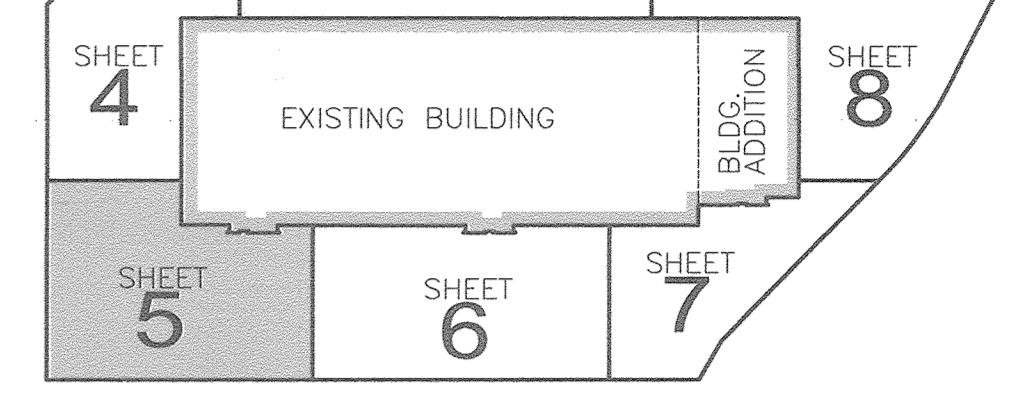 SHEET
4
EXISTING BUILDING
BLDG.
ADDITION
SHEET
8
SHEET
5
SHEET
6
SHEET
7